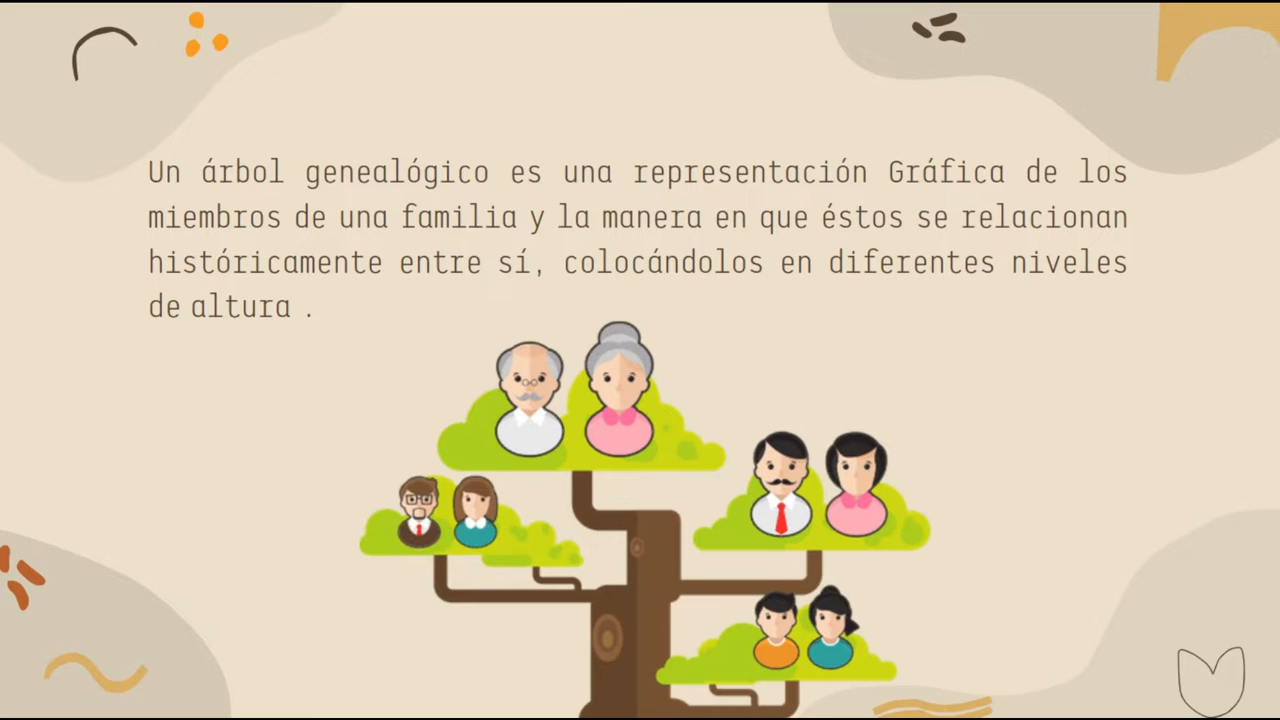 Un árbol genealógico es una representación Gráfica de los
miembros de una familia y la manera en que éstos se relacionan
históricamente entre sí, colocándolos en diferentes niveles
de altura .